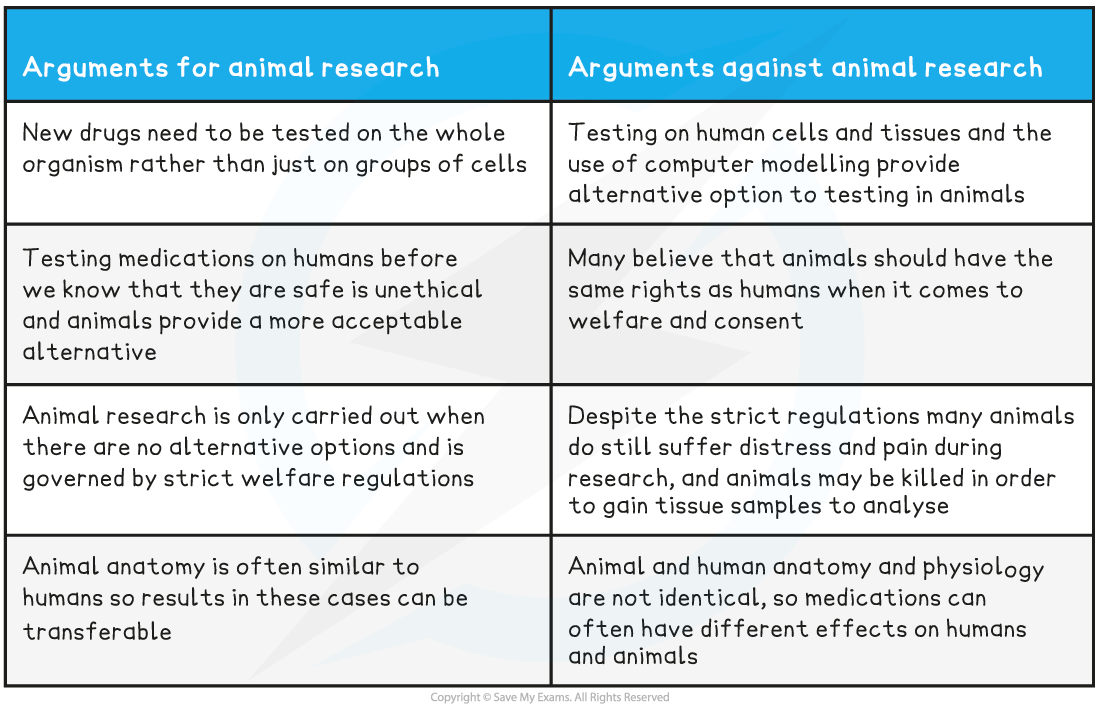 Arguments for animal research
Arguments against animal research
New drugs need to be tested on the whole
organism rather than just on groups of cells
Testing on human cells and tissues and the
use of computer modelling provide
alternative option to testing in animals
Testing medications on humans before
we know that they are safe is unethical
and animals provide a more acceptable
alternative
Many believe that animals should have the
same rights as humans when it comes to
welfare and consent
Animal research is only carried out when
there are no alternative options and is
governed by strict welfare regulations
Despite the strict regulations many animals
do still suffer distress and pain during
research, and animals may be killed in order
to gain tissue samples to analyse
Animal anatomy is often similar to
humans so results in these cases can be
transferable
Animal and human anatomy and physiology
are not identical, so medications can
often have different effects on humans
and animals
Copyright © Save My Exams. All Rights Reserved